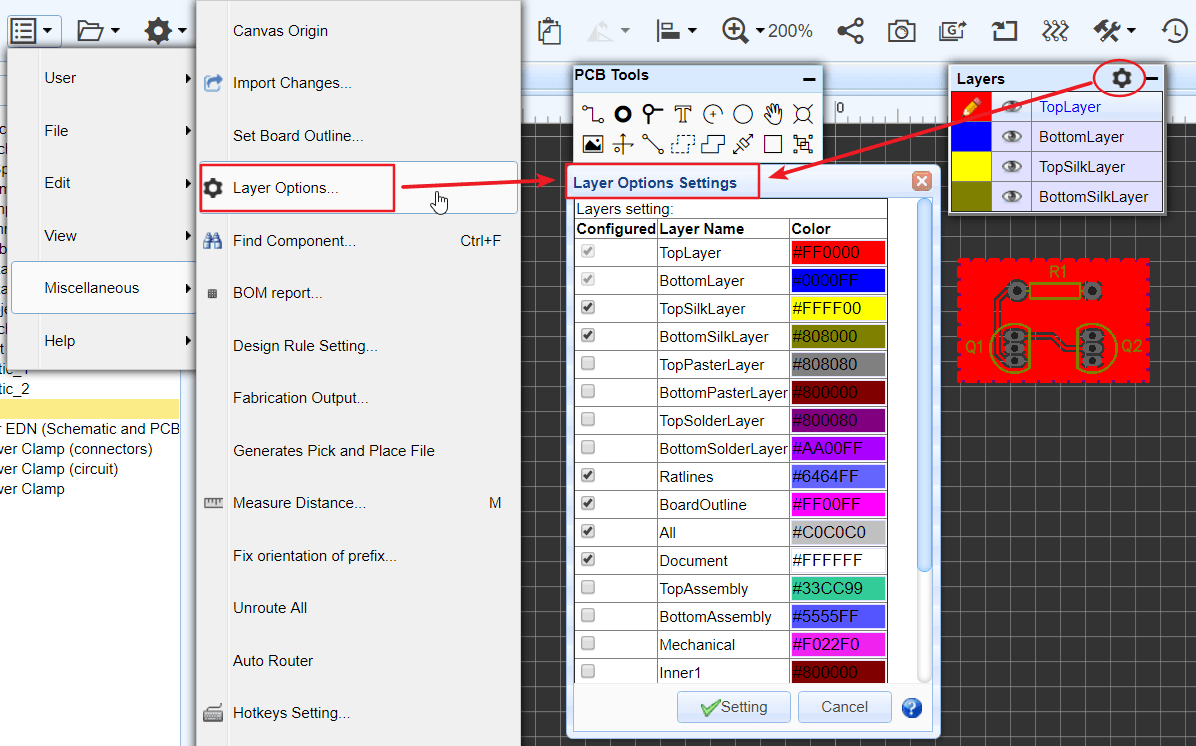 200%
User
File
Edit
View
Miscellaneous
Help
tic_2
EDN (Schematic and PCB
wer Clamp (connectors)
wer Clamp (circuit)
wer Clamp
Canvas Origin
Import Changes...
Set Board Outline...
Layer Options...
Find Component... Ctrl+F
BOM report...
Design Rule Setting...
Fabrication Output...
Generates Pick and Place File
Measure Distance... M
Fix orientation of prefix...
Unroute All
Auto Router
Hotkeys Setting...
PCB Tools
0
Layer Options Settings
Layers setting:
Configured Layer Name Color
TopLayer #FF0000
BottomLayer #0000FF
TopSilkLayer #FFFF00
BottomSilkLayer #808000
TopPasterLayer #808080
BottomPasterLayer #800000
TopSolderLayer #800080
BottomSolderLayer #AA00FF
Ratlines #6464FF
BoardOutline #FF00FF
All #C0C0C0
Document #FFFFFF
TopAssembly #33CC99
BottomAssembly #5555FF
Mechanical #F022F0
Inner1 #800000
Setting Cancel
Layers
TopLayer
BottomLayer
TopSilkLayer
BottomSilkLayer
R1
Q1 Q2